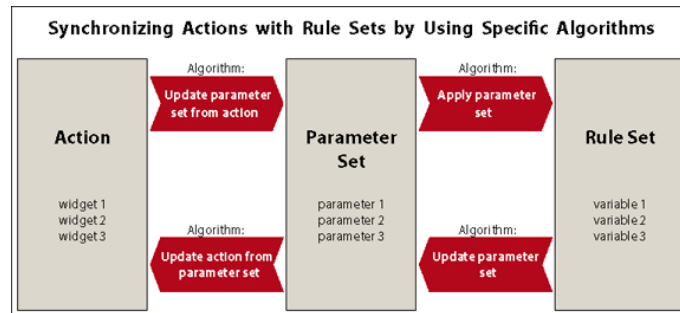 Synchronizing Actions with Rule Sets by Using Specific Algorithms
Algorithm:
Update parameter
set from action
Algorithm:
Apply parameter
set
Action
Parameter
Set
Rule Set
widget 1
widget 2
widget 3
parameter 1
parameter 2
parameter 3
variable 1
variable 2
variable 3
Algorithm:
Update action from
parameter set
Algorithm:
Update parameter
set